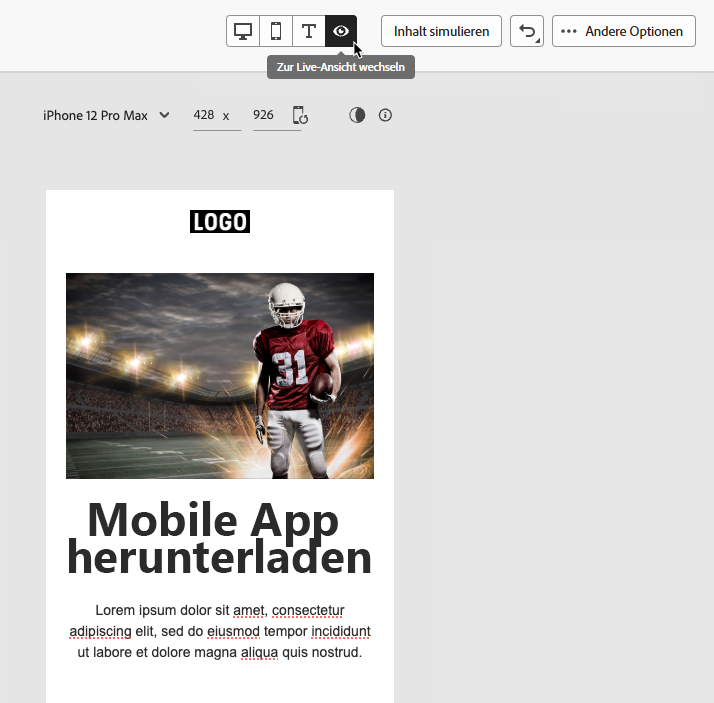 Inhalt simulieren
Andere Optionen
Zur Live-Ansicht wechseln
iPhone 12 Pro Max
428 x 926
LOGO
31
Mobile App
herunterladen
Lorem ipsum dolor sit amet, consectetur
adipiscing elit, sed do eiusmod tempor incididunt
ut labore et dolore magna aliqua quis nostrud.